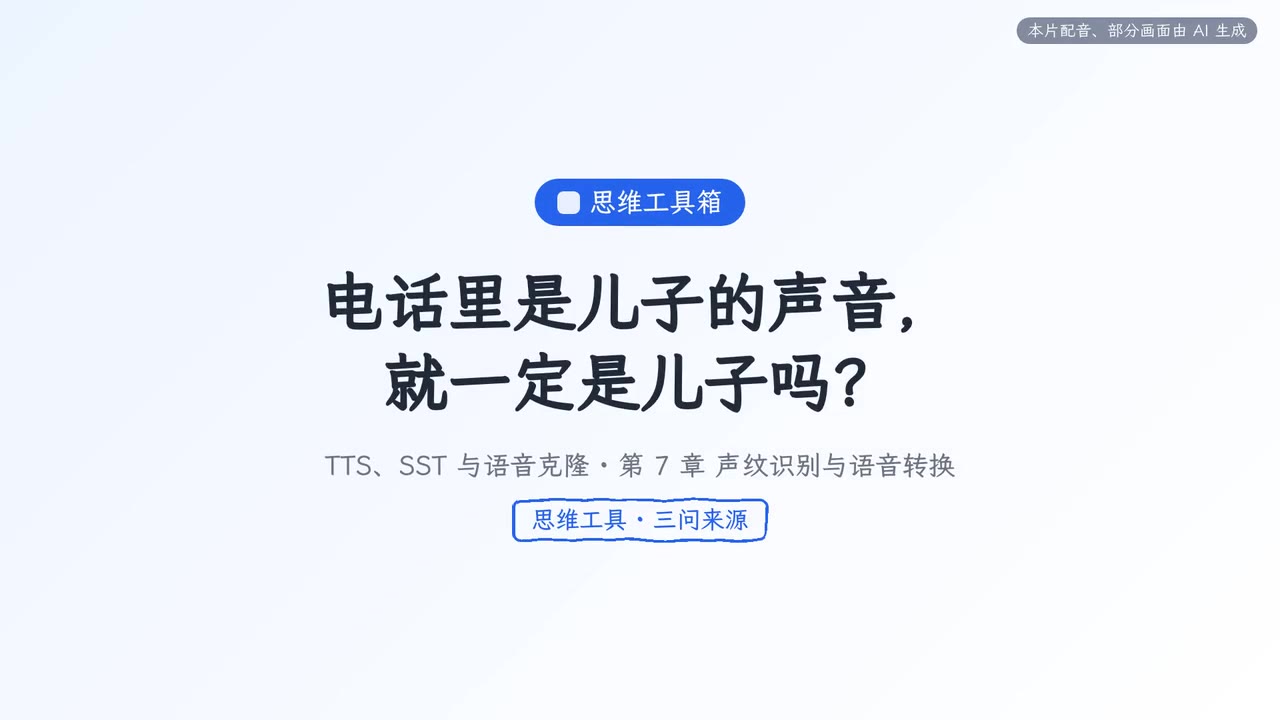 本片配音、部分画面由 AI 生成
思维工具箱
电话里是儿子的声音，
就一定是儿子吗？
TTS、SST 与语音克隆·第 7 章 声纹识别与语音转换
思维工具·三问来源